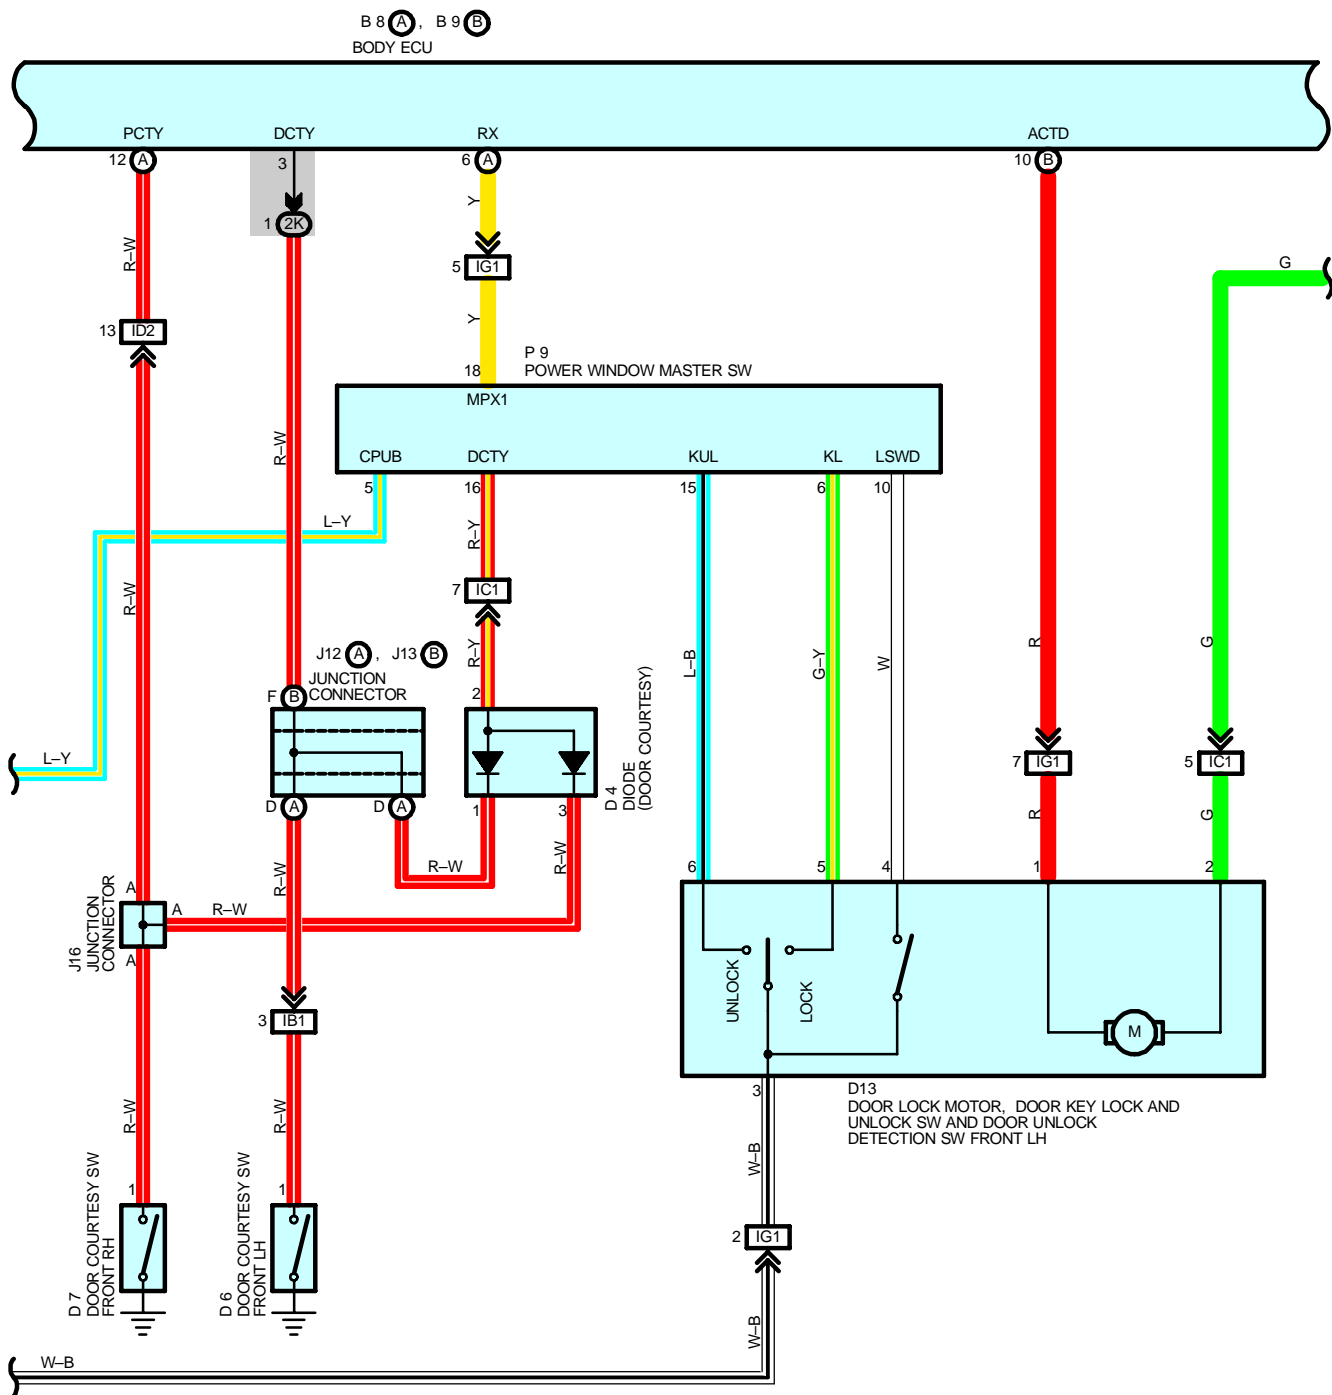 B 8 A , B 9 B
BODY ECU
PCTY DCTY RX ACTD
12 A 3 6 A 10 B
1 2K
Y
R–W
5 IG1
G
13 ID2
Y
P 9
POWER WINDOW MASTER SW
18
MPX1
R–W
CPUB DCTY KUL KL LSWD
5 16 15 6 10
L–Y
R–Y
R–W
7 IC1
J12 A , J13 B
JUNCTION
CONNECTOR
R–Y
L–B
G–Y
W
R
G
F B
2
L–Y
7 IG1
5 IC1
D A
D A
1 3
D 4
DIODE
(DOOR COURTESY)
R
G
R–W
R–W
R–W
6 5 4 1 2
A
A
R–W
A
J16
JUNCTION
CONNECTOR
UNLOCK
LOCK
3 IB1
M
3
D13
DOOR LOCK MOTOR, DOOR KEY LOCK AND
UNLOCK SW AND DOOR UNLOCK
DETECTION SW FRONT LH
R–W
R–W
W–B
1
1
D 7
DOOR COURTESY SW
FRONT RH
D 6
DOOR COURTESY SW
FRONT LH
2 IG1
W–B
W–B